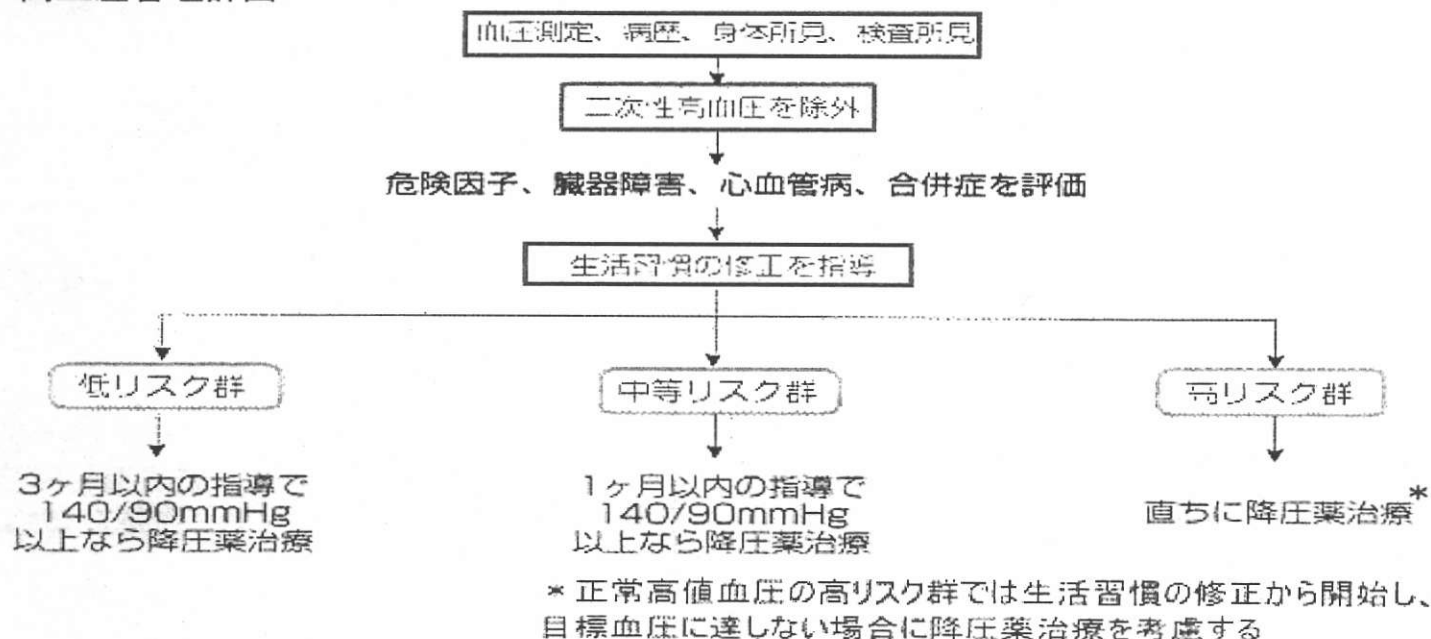 血圧測定、病歴、身体所見、検査所見
二次性高血圧を除外
危険因子、臓器障害、心血管病、合併症を評価
生活習慣の修正を指導
低リスク群
中等リスク群
高リスク群
3ヶ月以内の指導で
140/90mmHg
以上なら降圧薬治療
1ヶ月以内の指導で
140/90mmHg
以上なら降圧薬治療
直ちに降圧薬治療*
* 正常高値血圧の高リスク群では生活習慣の修正から開始し、
目標血圧に達しない場合に降圧薬治療を考慮する